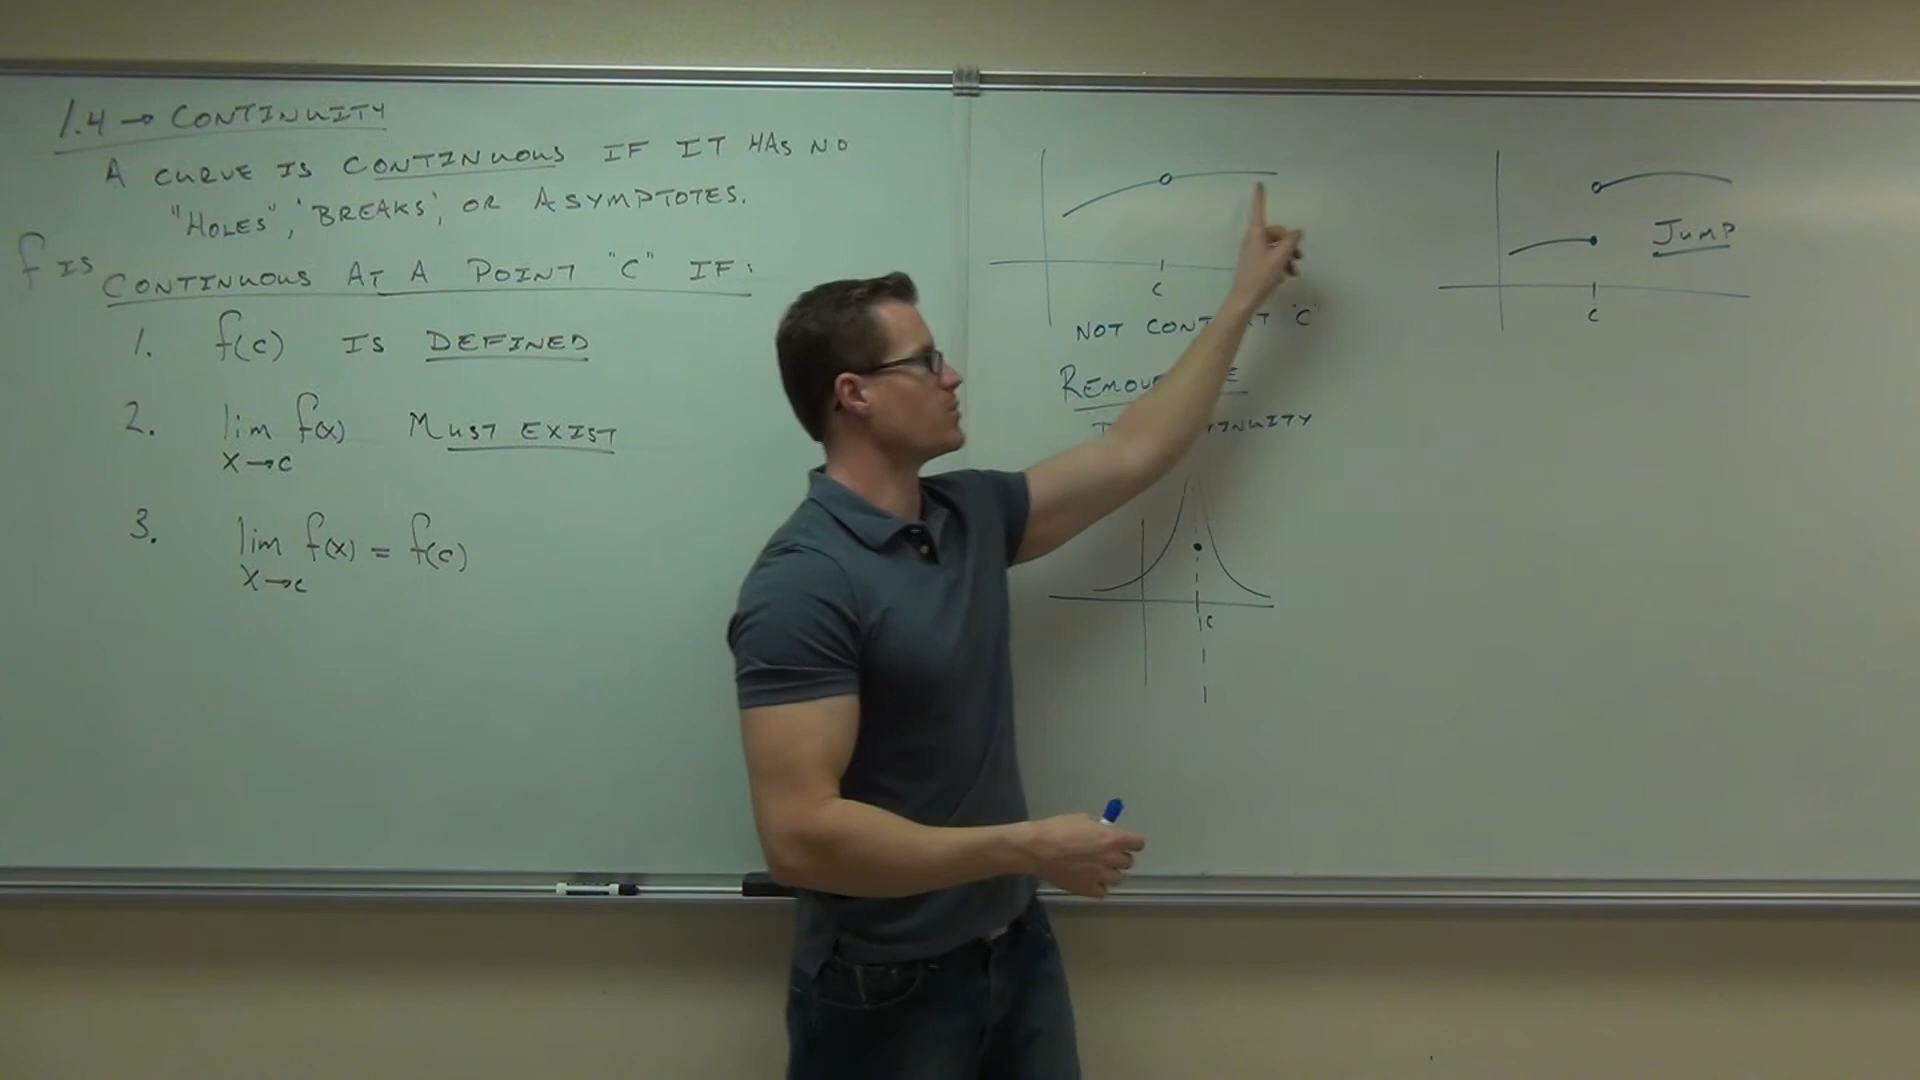 1.4 → CONTINUITY
A CURVE IS CONTINUOUS IF IT HAS NO
"HOLES", 'BREAKS', OR ASYMPTOTES.
f IS
CONTINUOUS AT A POINT "C" IF:
1. f(c) IS DEFINED
2. lim f(x) MUST EXIST
x→c
3. lim f(x) = f(c)
x→c
c
NOT CONT "C"
c
JUMP
c